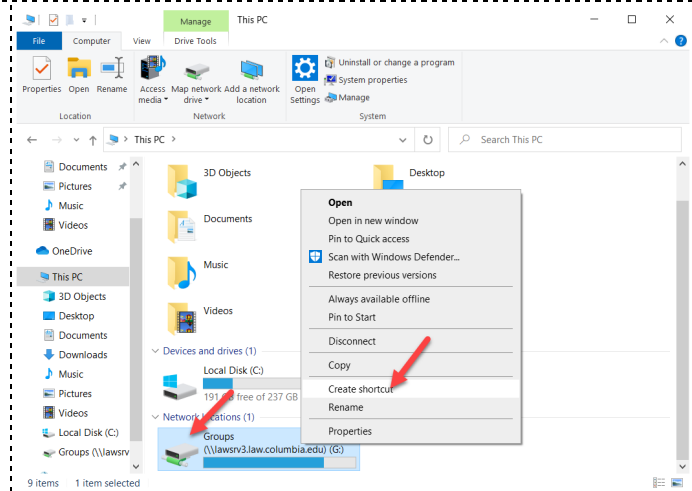 Manage
This PC
File
Computer
View
Drive Tools
Properties
Open
Rename
Access media
Map network drive
Add a network location
Open Settings
Uninstall or change a program
System properties
Manage
Location
Network
System
This PC
Search This PC
Documents
Pictures
Music
Videos
OneDrive
This PC
3D Objects
Desktop
Documents
Downloads
Music
Pictures
Videos
Local Disk (C:)
Groups (\\lawsrv
3D Objects
Desktop
Documents
Music
Videos
Devices and drives (1)
Local Disk (C:)
free of 237 GB
Network
(1)
Groups
(\\lawsrv3.law.columbia.edu) (G:)
Open
Open in new window
Pin to Quick access
Scan with Windows Defender...
Restore previous versions
Always available offline
Pin to Start
Disconnect
Copy
Create shortcut
Rename
Properties
9 items
1 item selected